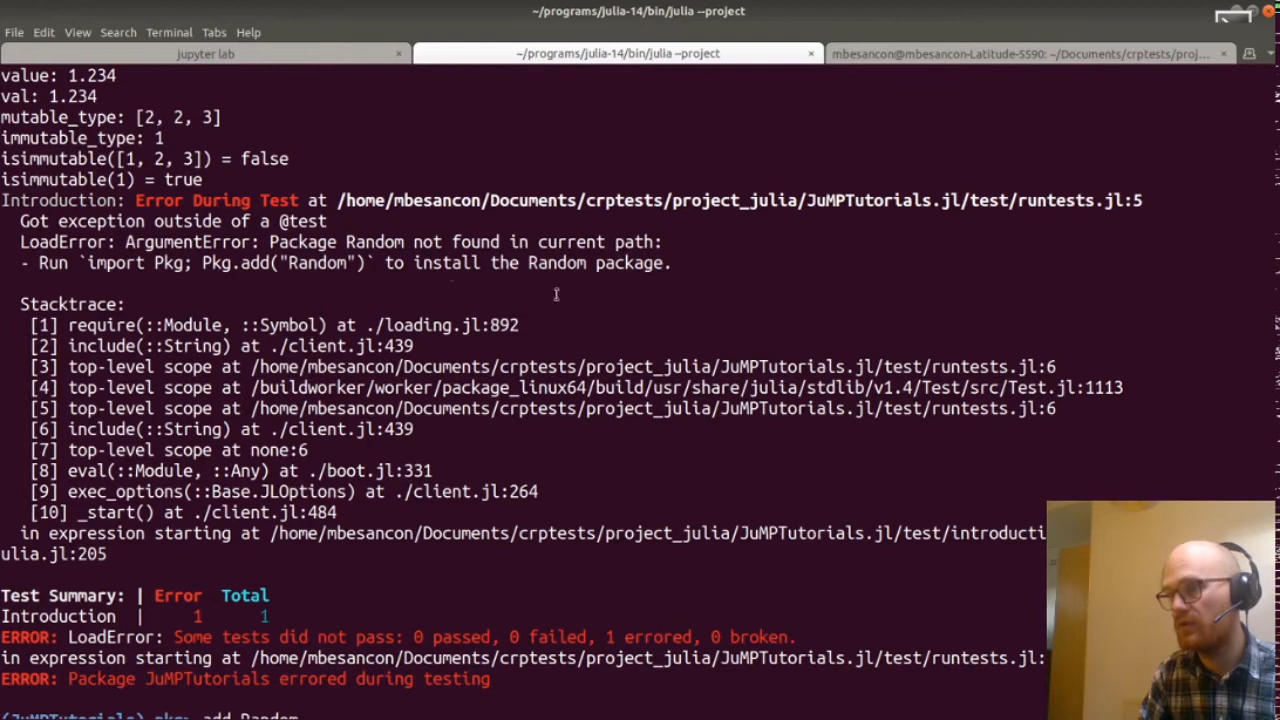 ~/programs/julia-14/bin/julia --project
File Edit View Search Terminal Tabs Help
jupyter lab × ~/programs/julia-14/bin/julia --project × mbesancon@mbesancon-Latitude-5590: ~/Documents/crptests/proj... ×
value: 1.234
val: 1.234
mutable_type: [2, 2, 3]
immutable_type: 1
isimmutable([1, 2, 3]) = false
isimmutable(1) = true
Introduction: Error During Test at /home/mbesancon/Documents/crptests/project_julia/JuMPTutorials.jl/test/runtests.jl:5
Got exception outside of a @test
LoadError: ArgumentError: Package Random not found in current path:
- Run `import Pkg; Pkg.add("Random")` to install the Random package.
Stacktrace:
[1] require(::Module, ::Symbol) at ./loading.jl:892
[2] include(::String) at ./client.jl:439
[3] top-level scope at /home/mbesancon/Documents/crptests/project_julia/JuMPTutorials.jl/test/runtests.jl:6
[4] top-level scope at /buildworker/worker/package_linux64/build/usr/share/julia/stdlib/v1.4/Test/src/Test.jl:1113
[5] top-level scope at /home/mbesancon/Documents/crptests/project_julia/JuMPTutorials.jl/test/runtests.jl:6
[6] include(::String) at ./client.jl:439
[7] top-level scope at none:6
[8] eval(::Module, ::Any) at ./boot.jl:331
[9] exec_options(::Base.JLOptions) at ./client.jl:264
[10] _start() at ./client.jl:484
in expression starting at /home/mbesancon/Documents/crptests/project_julia/JuMPTutorials.jl/test/introducti
ulia.jl:205
Test Summary: | Error Total
Introduction | 1 1
ERROR: LoadError: Some tests did not pass: 0 passed, 0 failed, 1 errored, 0 broken.
in expression starting at /home/mbesancon/Documents/crptests/project_julia/JuMPTutorials.jl/test/runtests.jl:
ERROR: Package JuMPTutorials errored during testing
(JuMPTutorials) pkg> add Random